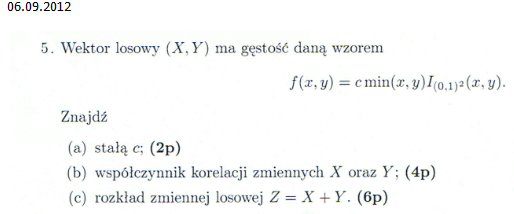 06.09.2012
5. Wektor losowy (X, Y) ma gęstość daną wzorem
f(x, y) = c min(x, y)I_{(0,1)^2}(x, y).
Znajdź
(a) stałą c; (2p)
(b) współczynnik korelacji zmiennych X oraz Y; (4p)
(c) rozkład zmiennej losowej Z = X + Y. (6p)